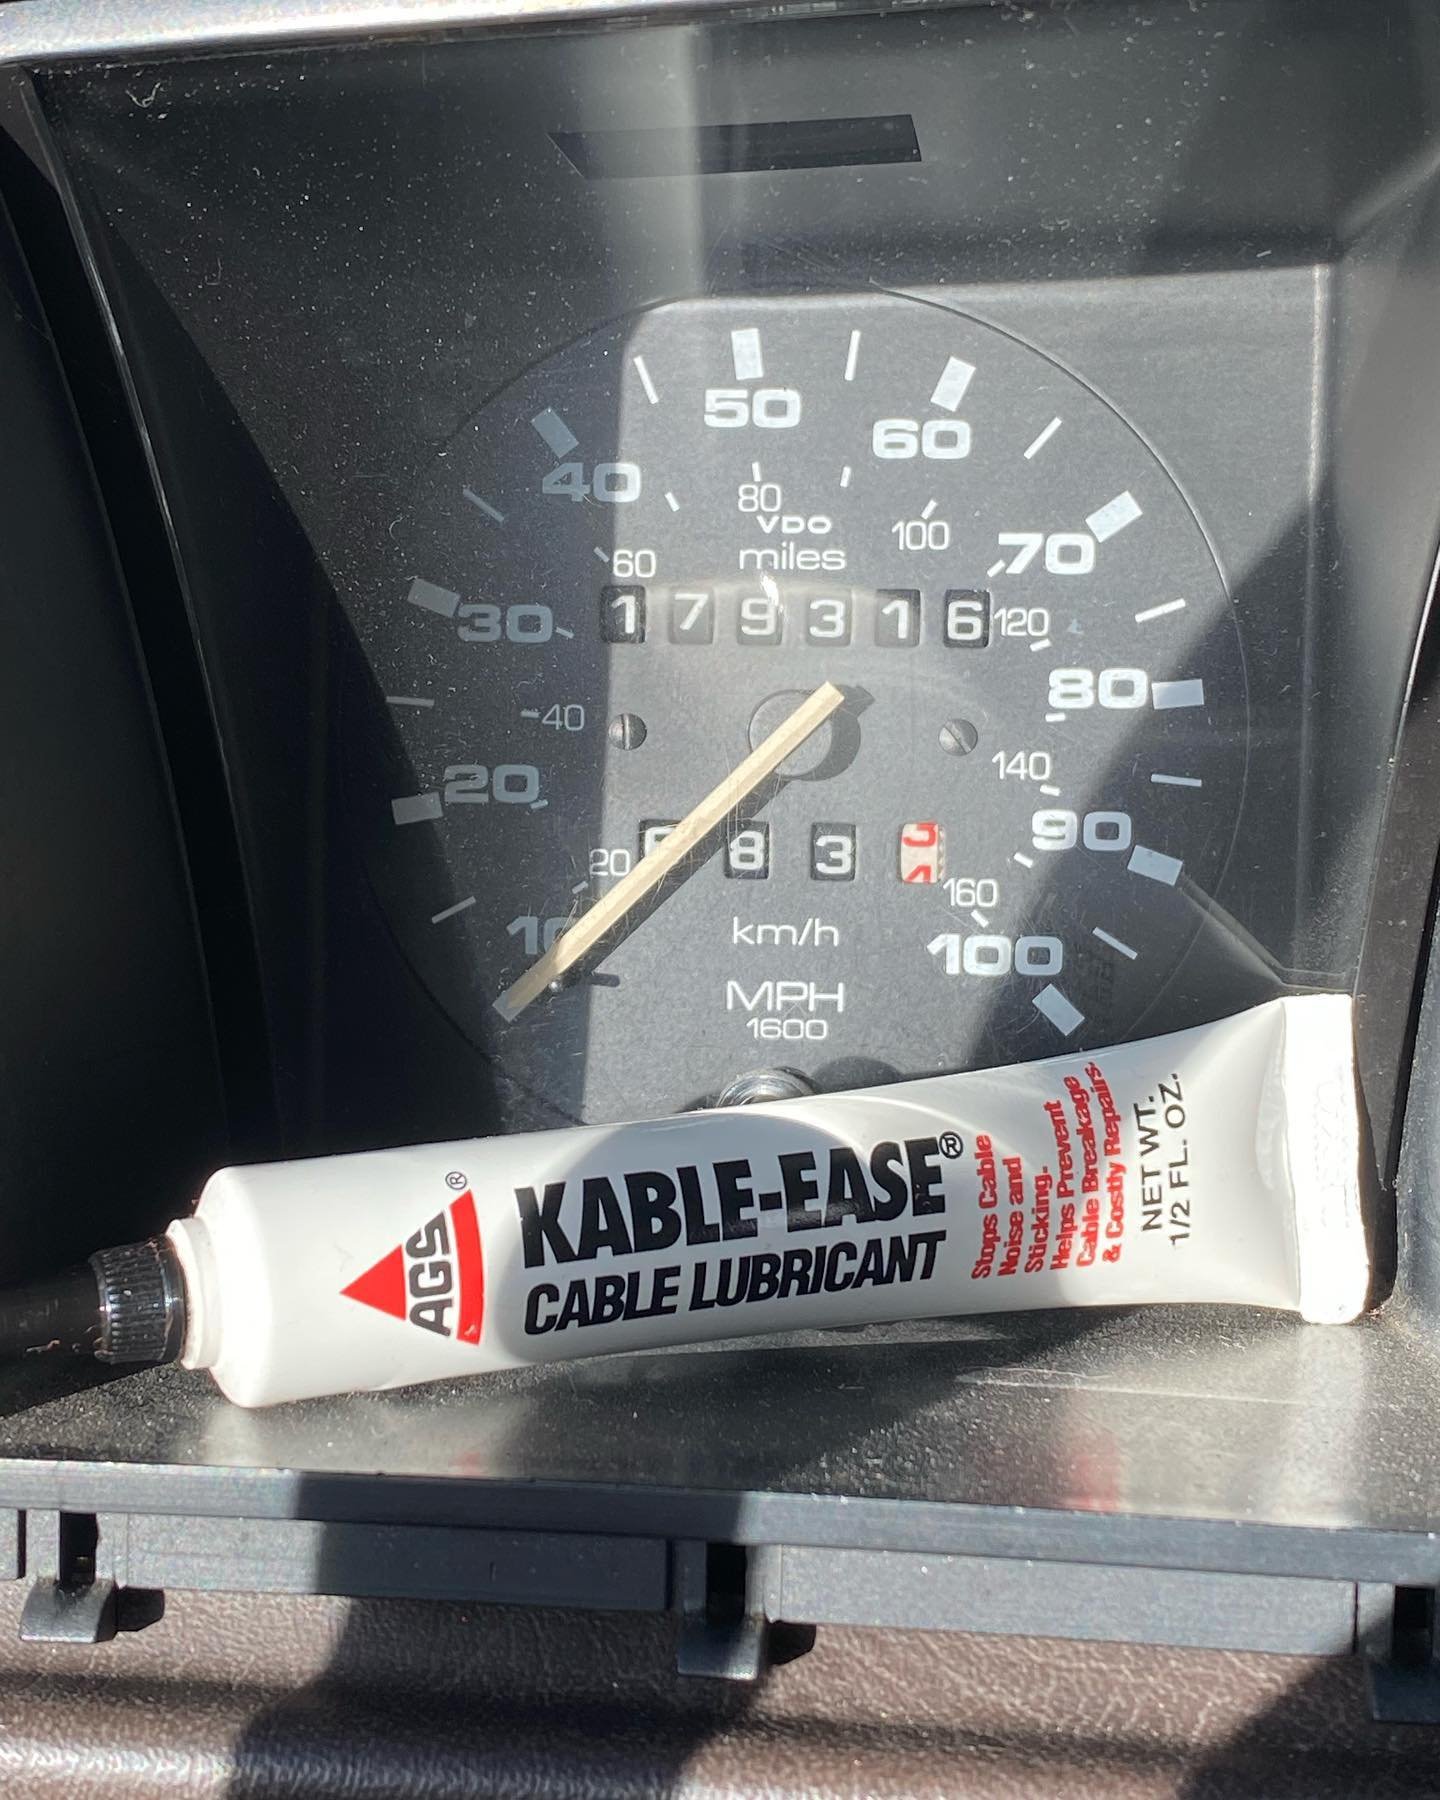 50
60
40
80
VDO
100
miles
70
60
1 7 9 3 1 6
120
30
80
40
140
20
90
20
8 3
160
10
km/h
100
MPH
1600
AGS®
KABLE-EASE®
CABLE LUBRICANT
Stops Cable
Noise and
Sticking.
Helps Prevent
Cable Breakage
& Costly Repairs.
NET WT.
1/2 FL. OZ.